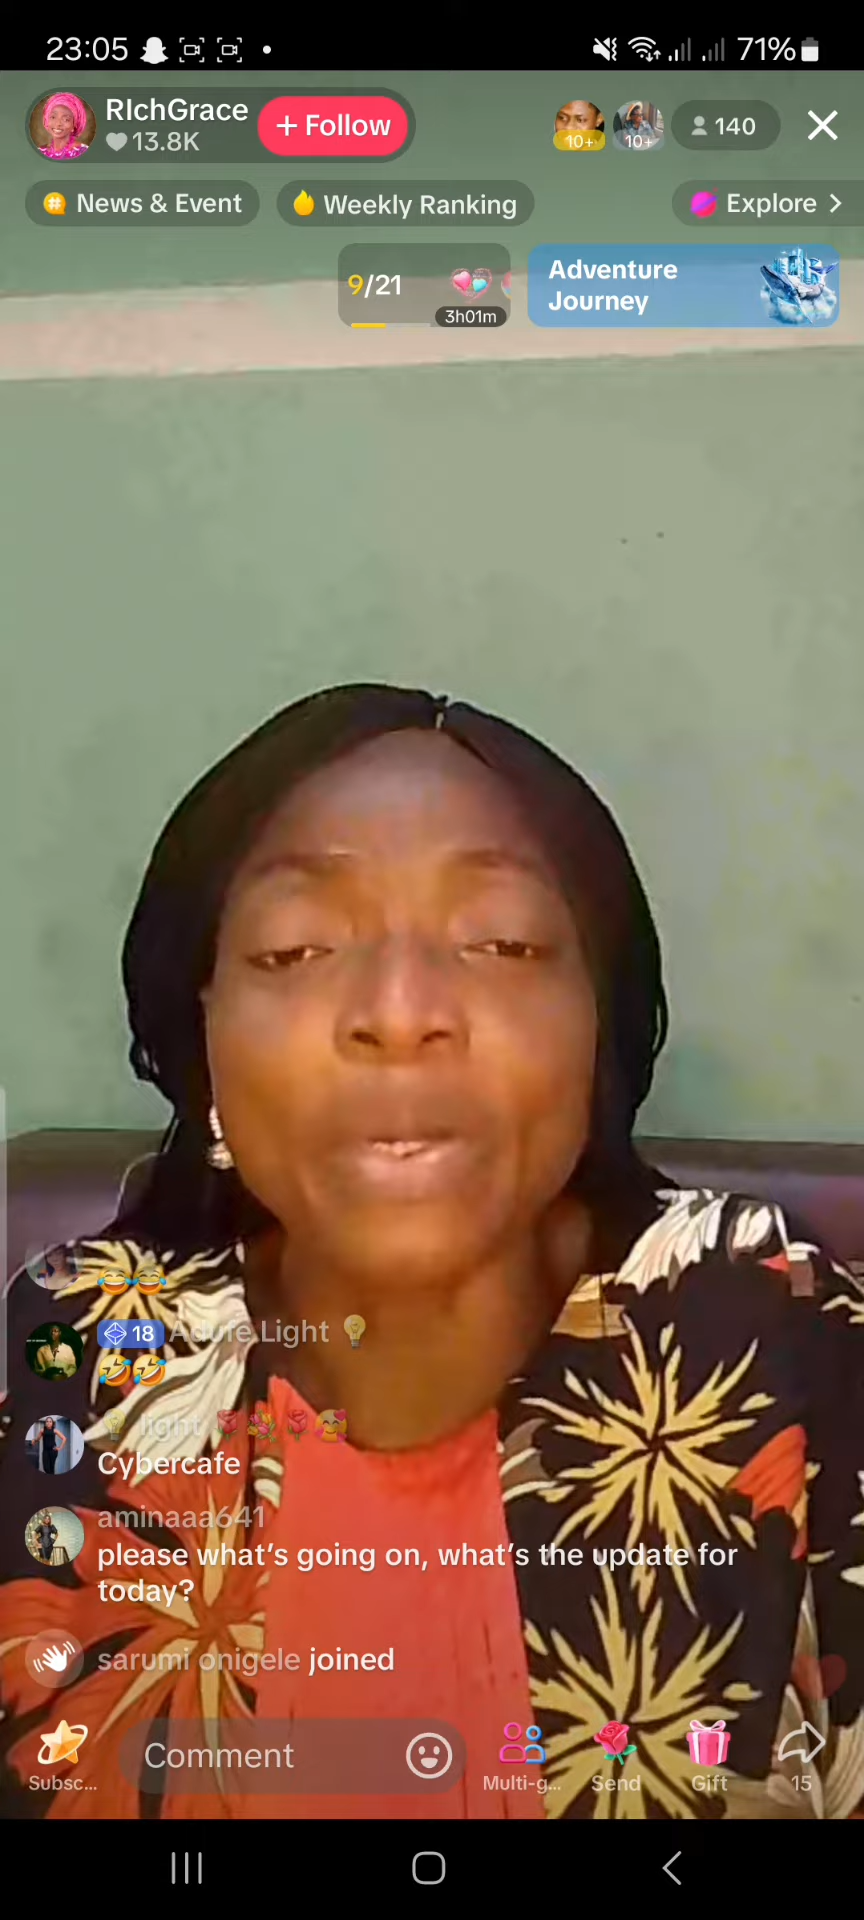 23:05
71%
RIchGrace
+ Follow
13.8K
10+
10+
140
News & Event
Weekly Ranking
Explore >
9/21
3h01m
Adventure
Journey
😂😂
18 Adufe Light 💡
🤣🤣
💡 light 🌹💐🌹🥰
Cybercafe
aminaaa641
please what's going on, what's the update for
today?
sarumi onigele joined
Comment
Subsc...
Multi-g...
Send
Gift
15